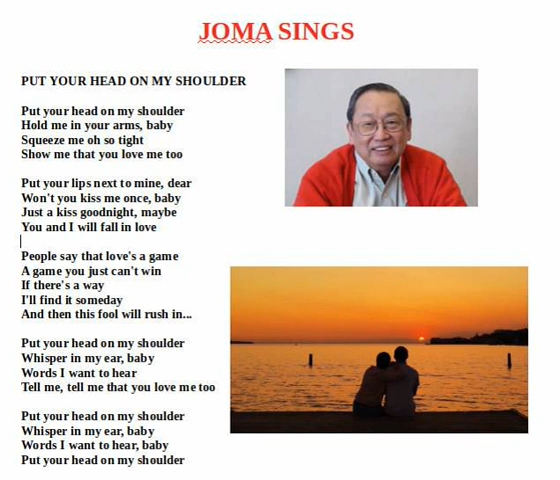 JOMA SINGS
PUT YOUR HEAD ON MY SHOULDER
Put your head on my shoulder
Hold me in your arms, baby
Squeeze me oh so tight
Show me that you love me too
Put your lips next to mine, dear
Won't you kiss me once, baby
Just a kiss goodnight, maybe
You and I will fall in love
People say that love's a game
A game you just can't win
If there's a way
I'll find it someday
And then this fool will rush in...
Put your head on my shoulder
Whisper in my ear, baby
Words I want to hear
Tell me, tell me that you love me too
Put your head on my shoulder
Whisper in my ear, baby
Words I want to hear, baby
Put your head on my shoulder